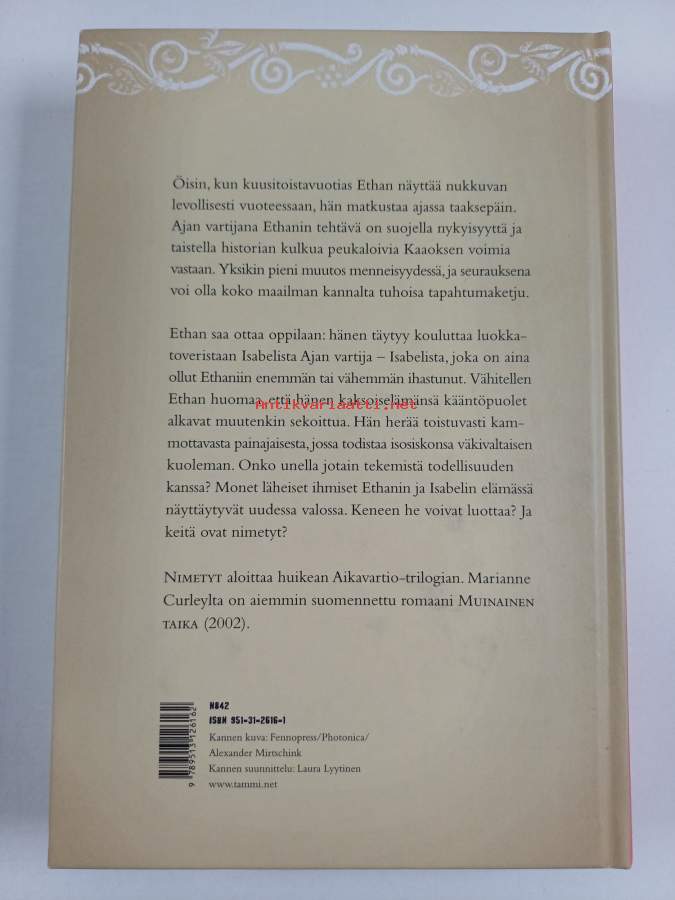 Öisin, kun kuusitoistavuotias Ethan näyttää nukkuvan
levollisesti vuoteessaan, hän matkustaa ajassa taaksepäin.
Ajan vartijana Ethanin tehtävä on suojella nykyisyyttä ja
taistella historian kulkua peukaloivia Kaaoksen voimia
vastaan. Yksikin pieni muutos menneisyydessä, ja seurauksena
voi olla koko maailman kannalta tuhoisa tapahtumaketju.
Ethan saa ottaa oppilaan: hänen täytyy kouluttaa luokka-
toveristaan Isabelista Ajan vartija – Isabelista, joka on aina
ollut Ethaniin enemmän tai vähemmän ihastunut. Vähitellen
Ethan huomaa, että hänen kaksoiselämänsä kääntöpuolet
antikvariaatti.net
alkavat muutenkin sekoittua. Hän herää toistuvasti kam-
mottavasta painajaisesta, jossa todistaa isosiskonsa väkivaltaisen
kuoleman. Onko unella jotain tekemistä todellisuuden
kanssa? Monet läheiset ihmiset Ethanin ja Isabelin elämässä
näyttäytyvät uudessa valossa. Keneen he voivat luottaa? Ja
keitä ovat nimetyt?
NIMETYT aloittaa huikean Aikavartio-trilogian. Marianne
Curleylta on aiemmin suomennettu romaani MUINAINEN
TAIKA (2002).
N842
ISBN 951-31-2616-1
Kannen kuva: Fennopress/Photonica/
Alexander Mirtschink
Kannen suunnittelu: Laura Lyytinen
www.tammi.net
9 789513 126162